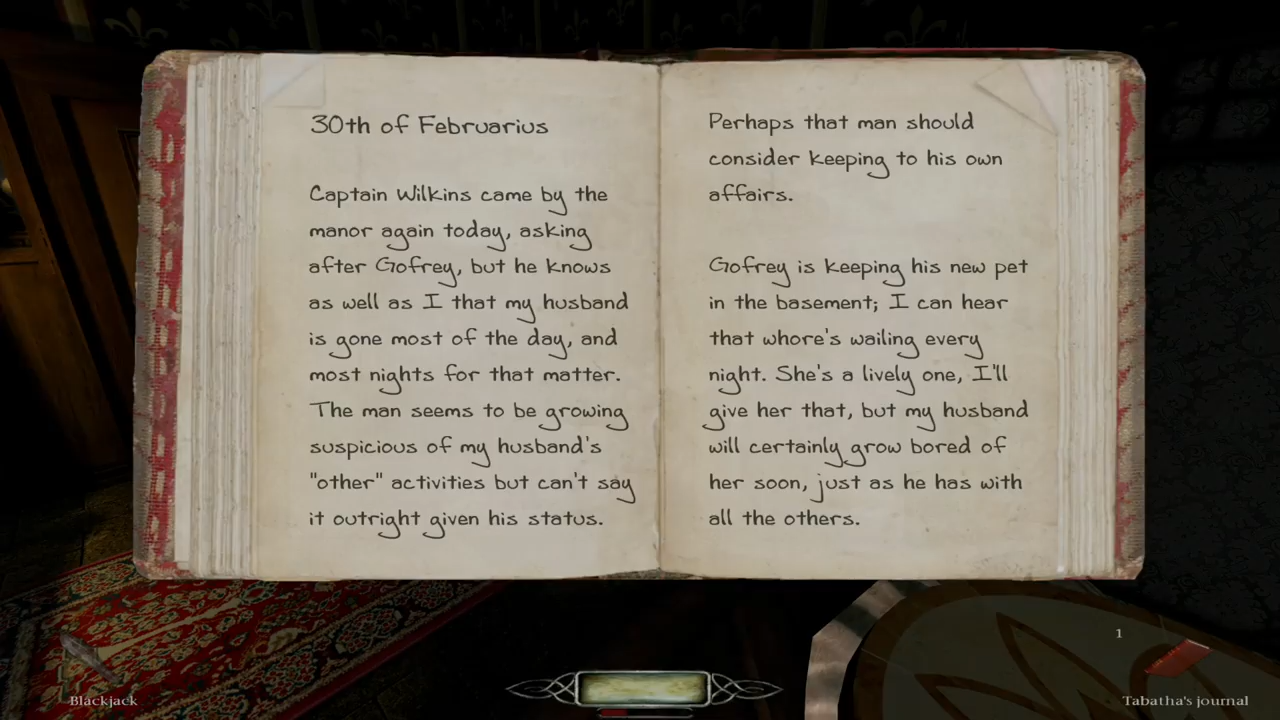 30th of Februarius
Captain Wilkins came by the
manor again today, asking
after Gofrey, but he knows
as well as I that my husband
is gone most of the day, and
most nights for that matter.
The man seems to be growing
suspicious of my husband's
"other" activities but can't say
it outright given his status.
Perhaps that man should
consider keeping to his own
affairs.
Gofrey is keeping his new pet
in the basement; I can hear
that whore's wailing every
night. She's a lively one, I'll
give her that, but my husband
will certainly grow bored of
her soon, just as he has with
all the others.
1
Blackjack
Tabatha's journal